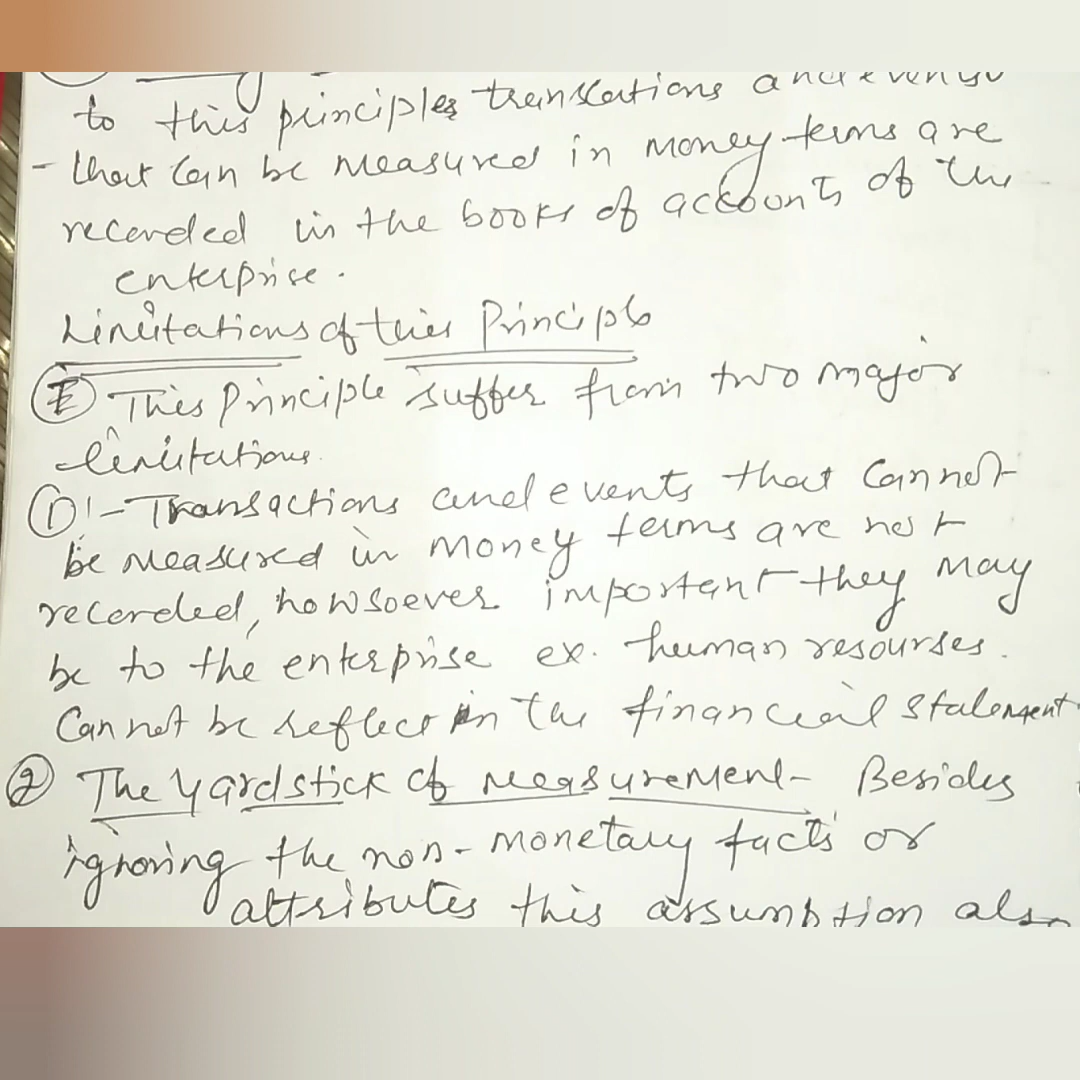 to this principles transcations and events
- that can be measured in money terms are
recorded in the books of accounts of the
enterprise.
Limitations of this Principle
This Principle suffer from two major
limitations.
① :- Transactions and events that cannot
be measured in money terms are not
recorded, howsoever important they may
be to the enterprise ex. human resourses.
Cannot be reflect in the financial statement.
② The yardstick of measurement- Besides
ignoring the non-monetary facts or
attributes this assumption also